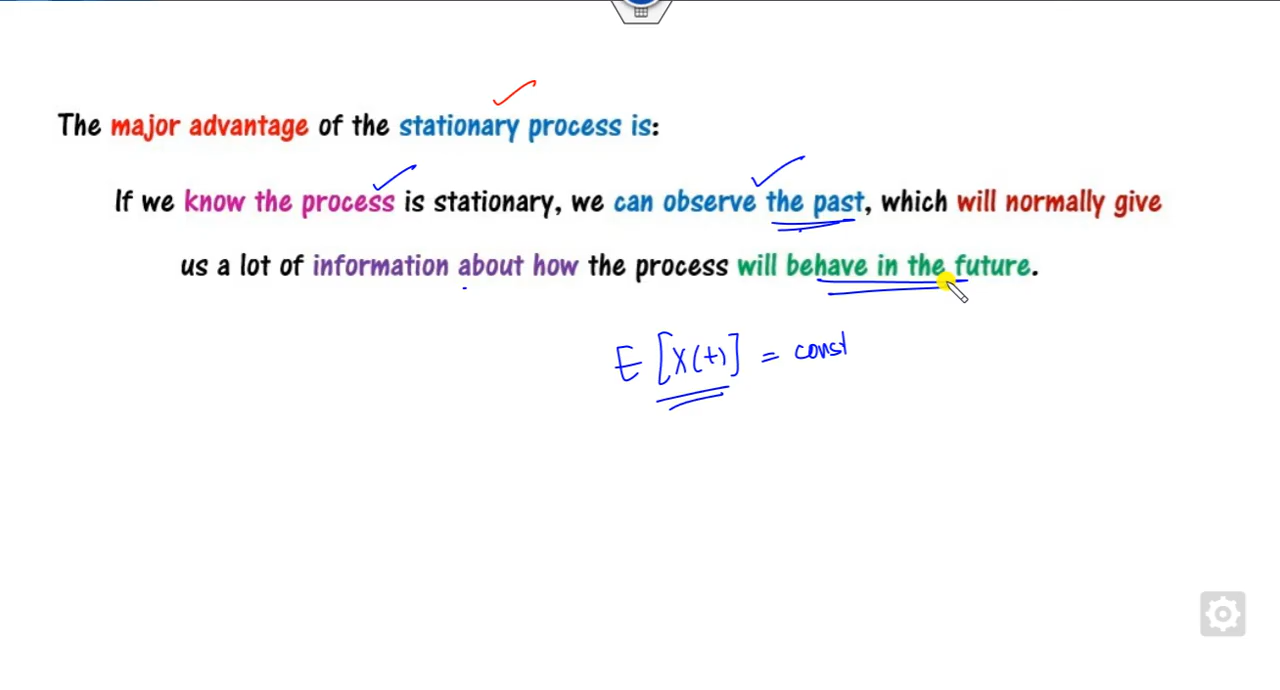 The major advantage of the stationary process is:
If we know the process is stationary, we can observe the past, which will normally give
us a lot of information about how the process will behave in the future.
E [X(t)] = const